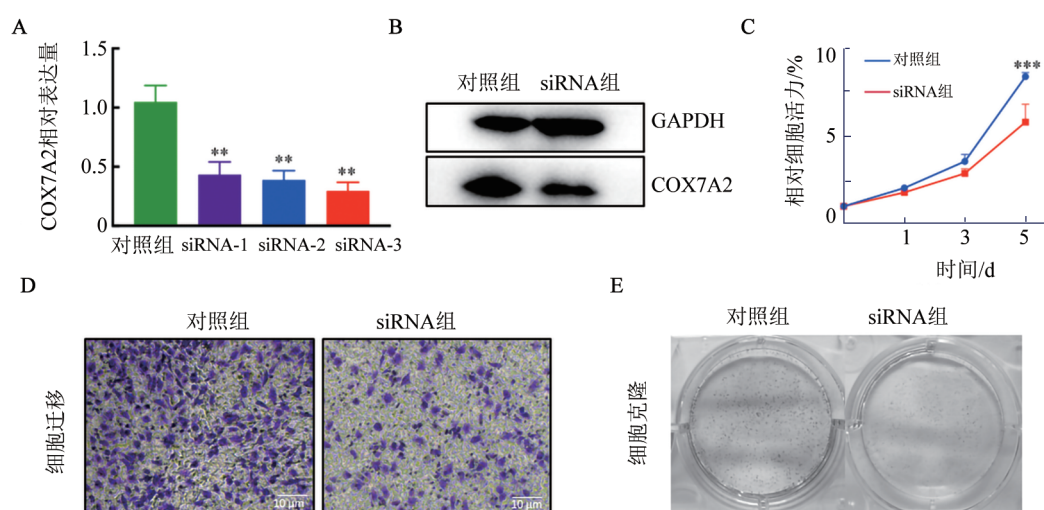 A
COX7A2相对表达量
1.5
1.0
0.5
0
**
**
**
对照组 siRNA-1 siRNA-2 siRNA-3
B
对照组 siRNA组
GAPDH
COX7A2
C
相对细胞活力/%
10
5
0
对照组
siRNA组
***
1 3 5
时间/d
D
对照组 siRNA组
细胞迁移
10 μm
10 μm
E
对照组 siRNA组
细胞克隆